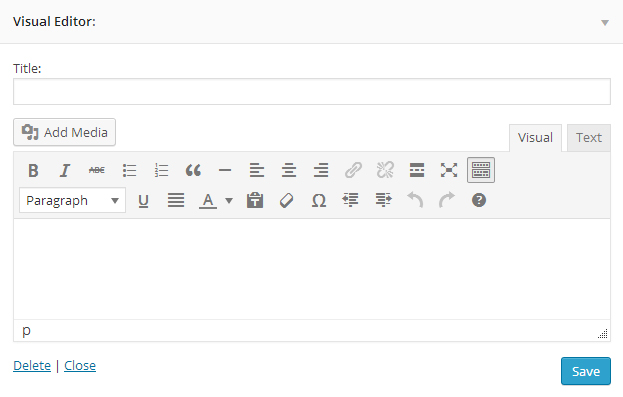 Visual Editor:
Title:
Add Media
Visual Text
B I ABC
Paragraph U A T Ω ?
p
Delete | Close
Save